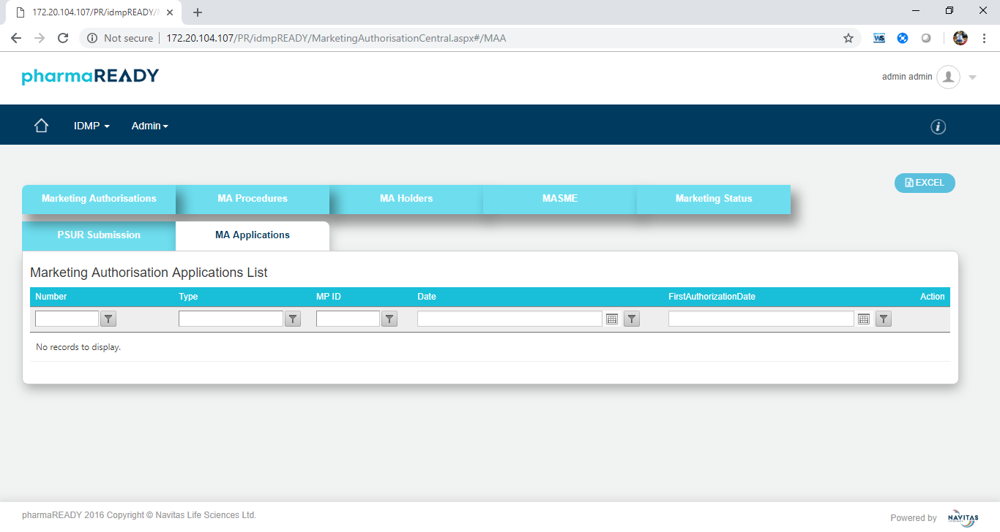 172.20.104.107/PR/idmpREADY/
Not secure 172.20.104.107/PR/idmpREADY/MarketingAuthorisationCentral.aspx#/MAA
WS
pharmaREADY
admin admin
IDMP Admin
i
EXCEL
Marketing Authorisations MA Procedures MA Holders MASME Marketing Status
PSUR Submission MA Applications
Marketing Authorisation Applications List
Number Type MP ID Date FirstAuthorizationDate Action
No records to display.
pharmaREADY 2016 Copyright © Navitas Life Sciences Ltd.
Powered by NAVITAS